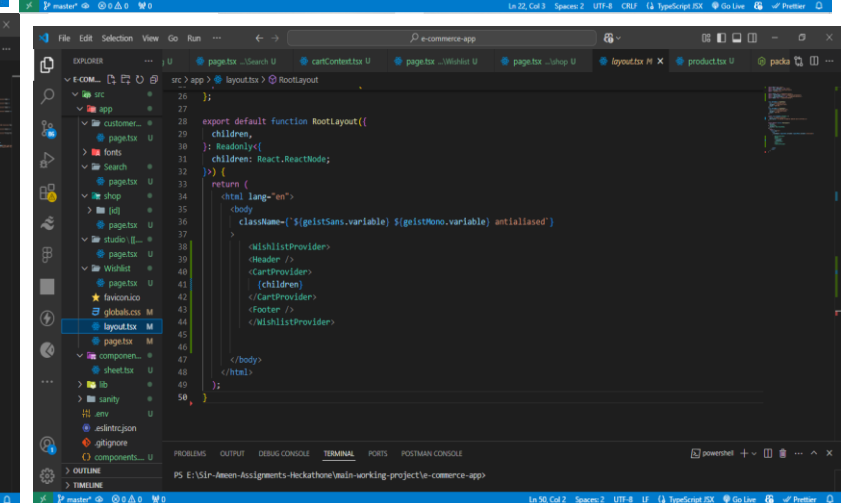 master* 0 0 0 Ln 22, Col 3 Spaces: 2 UTF-8 CRLF TypeScript JSX Go Live Prettier
File Edit Selection View Go Run ··· e-commerce-app
EXPLORER ··· U page.tsx ...\Search U cartContext.tsx U page.tsx ...\Wishlist U page.tsx ...\shop U layout.tsx M product.tsx U packa
E-COM... src > app > layout.tsx > RootLayout
src
app
customer...
page.tsx U
fonts
Search
page.tsx U
shop
[id]
page.tsx U
studio\[[...
page.tsx U
Wishlist
page.tsx U
favicon.ico
globals.css M
layout.tsx M
page.tsx M
componen...
sheet.tsx U
lib
sanity
.env U
.eslintrc.json
.gitignore
components.... U
OUTLINE
TIMELINE
26 };
27
28 export default function RootLayout({
29 children,
30 }: Readonly<{
31 children: React.ReactNode;
32 }>) {
33 return (
34 <html lang="en">
35 <body
36 className={`${geistSans.variable} ${geistMono.variable} antialiased`}
37 >
38 <WishlistProvider>
39 <Header />
40 <CartProvider>
41 {children}
42 </CartProvider>
43 <Footer />
44 </WishlistProvider>
45
46
47 </body>
48 </html>
49 );
50 }
PROBLEMS OUTPUT DEBUG CONSOLE TERMINAL PORTS POSTMAN CONSOLE powershell
PS E:\Sir-Ameen-Assignments-Heckathone\main-working-project\e-commerce-app>
master* 0 0 0 Ln 50, Col 2 Spaces: 2 UTF-8 LF TypeScript JSX Go Live Prettier